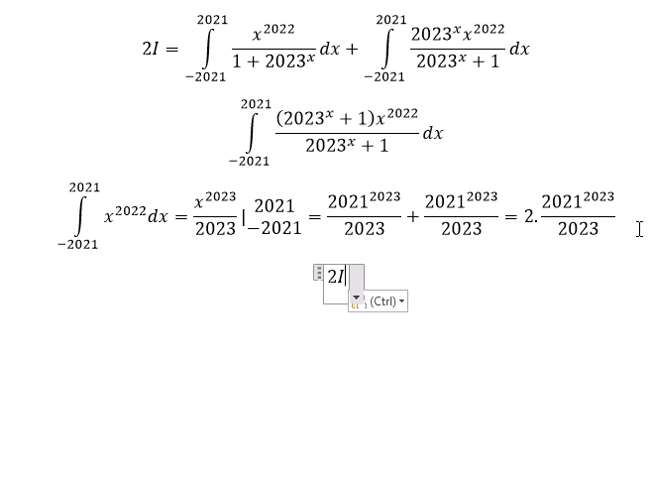 2I = ∫_{−2021}^{2021} x^{2022}/(1 + 2023^x) dx + ∫_{−2021}^{2021} 2023^x x^{2022}/(2023^x + 1) dx
∫_{−2021}^{2021} (2023^x + 1)x^{2022}/(2023^x + 1) dx
∫_{−2021}^{2021} x^{2022}dx = x^{2023}/2023 |_{−2021}^{2021} = 2021^{2023}/2023 + 2021^{2023}/2023 = 2. 2021^{2023}/2023
2I
(Ctrl)